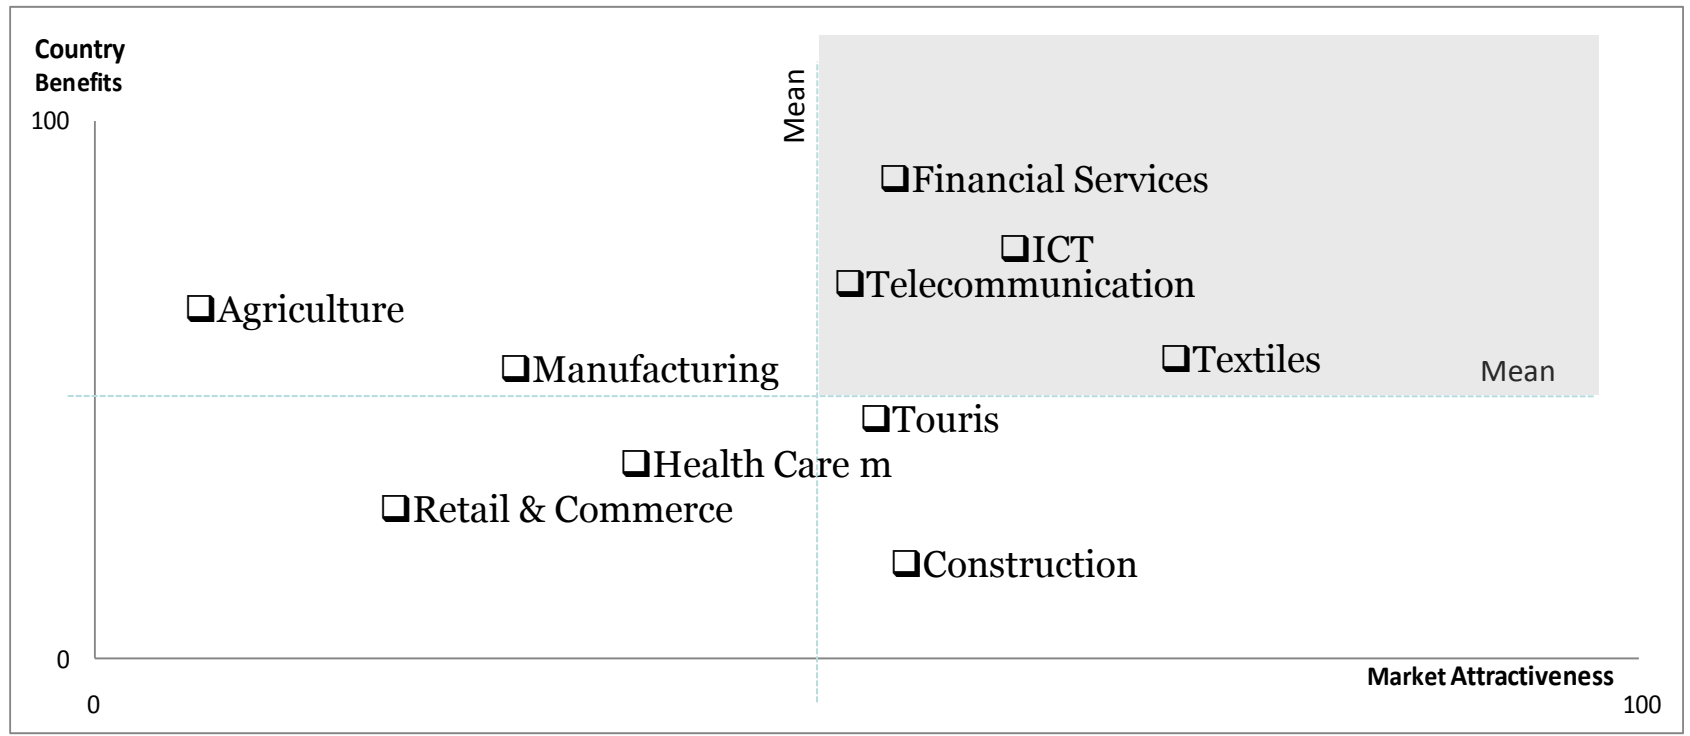 Country
Benefits
100
Mean
❑Financial Services
❑ICT
❑Telecommunication
❑Agriculture
❑Textiles
❑Manufacturing
Mean
❑Touris
❑Health Care m
❑Retail & Commerce
❑Construction
0
Market Attractiveness
0
100